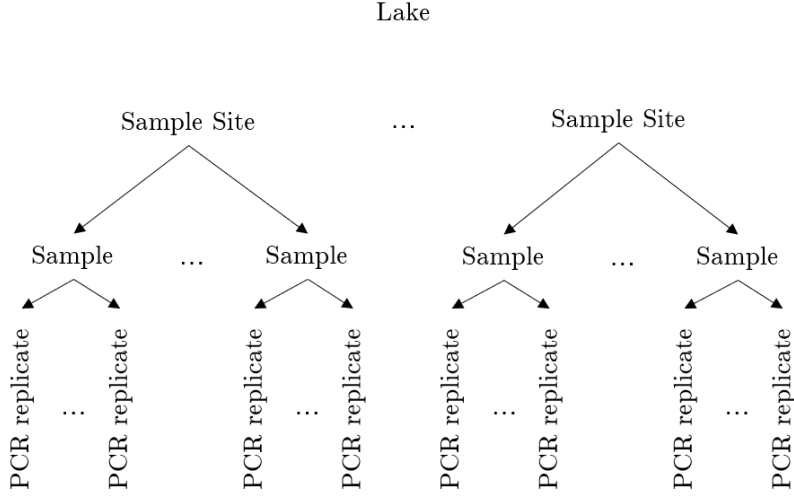 Lake
Sample Site ... Sample Site
Sample ... Sample Sample ... Sample
PCR replicate ... PCR replicate PCR replicate ... PCR replicate PCR replicate ... PCR replicate PCR replicate ... PCR replicate